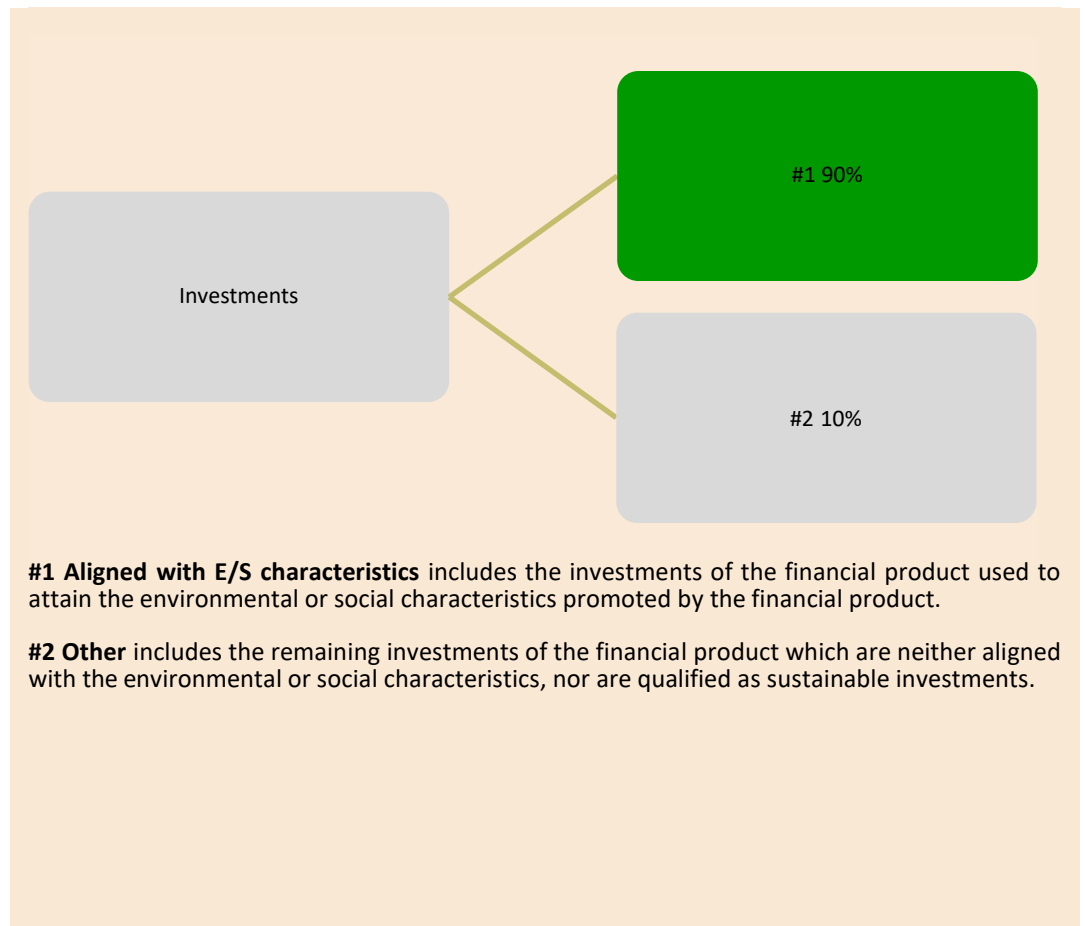 #1 90%
Investments
#2 10%
#1 Aligned with E/S characteristics includes the investments of the financial product used to
attain the environmental or social characteristics promoted by the financial product.
#2 Other includes the remaining investments of the financial product which are neither aligned
with the environmental or social characteristics, nor are qualified as sustainable investments.